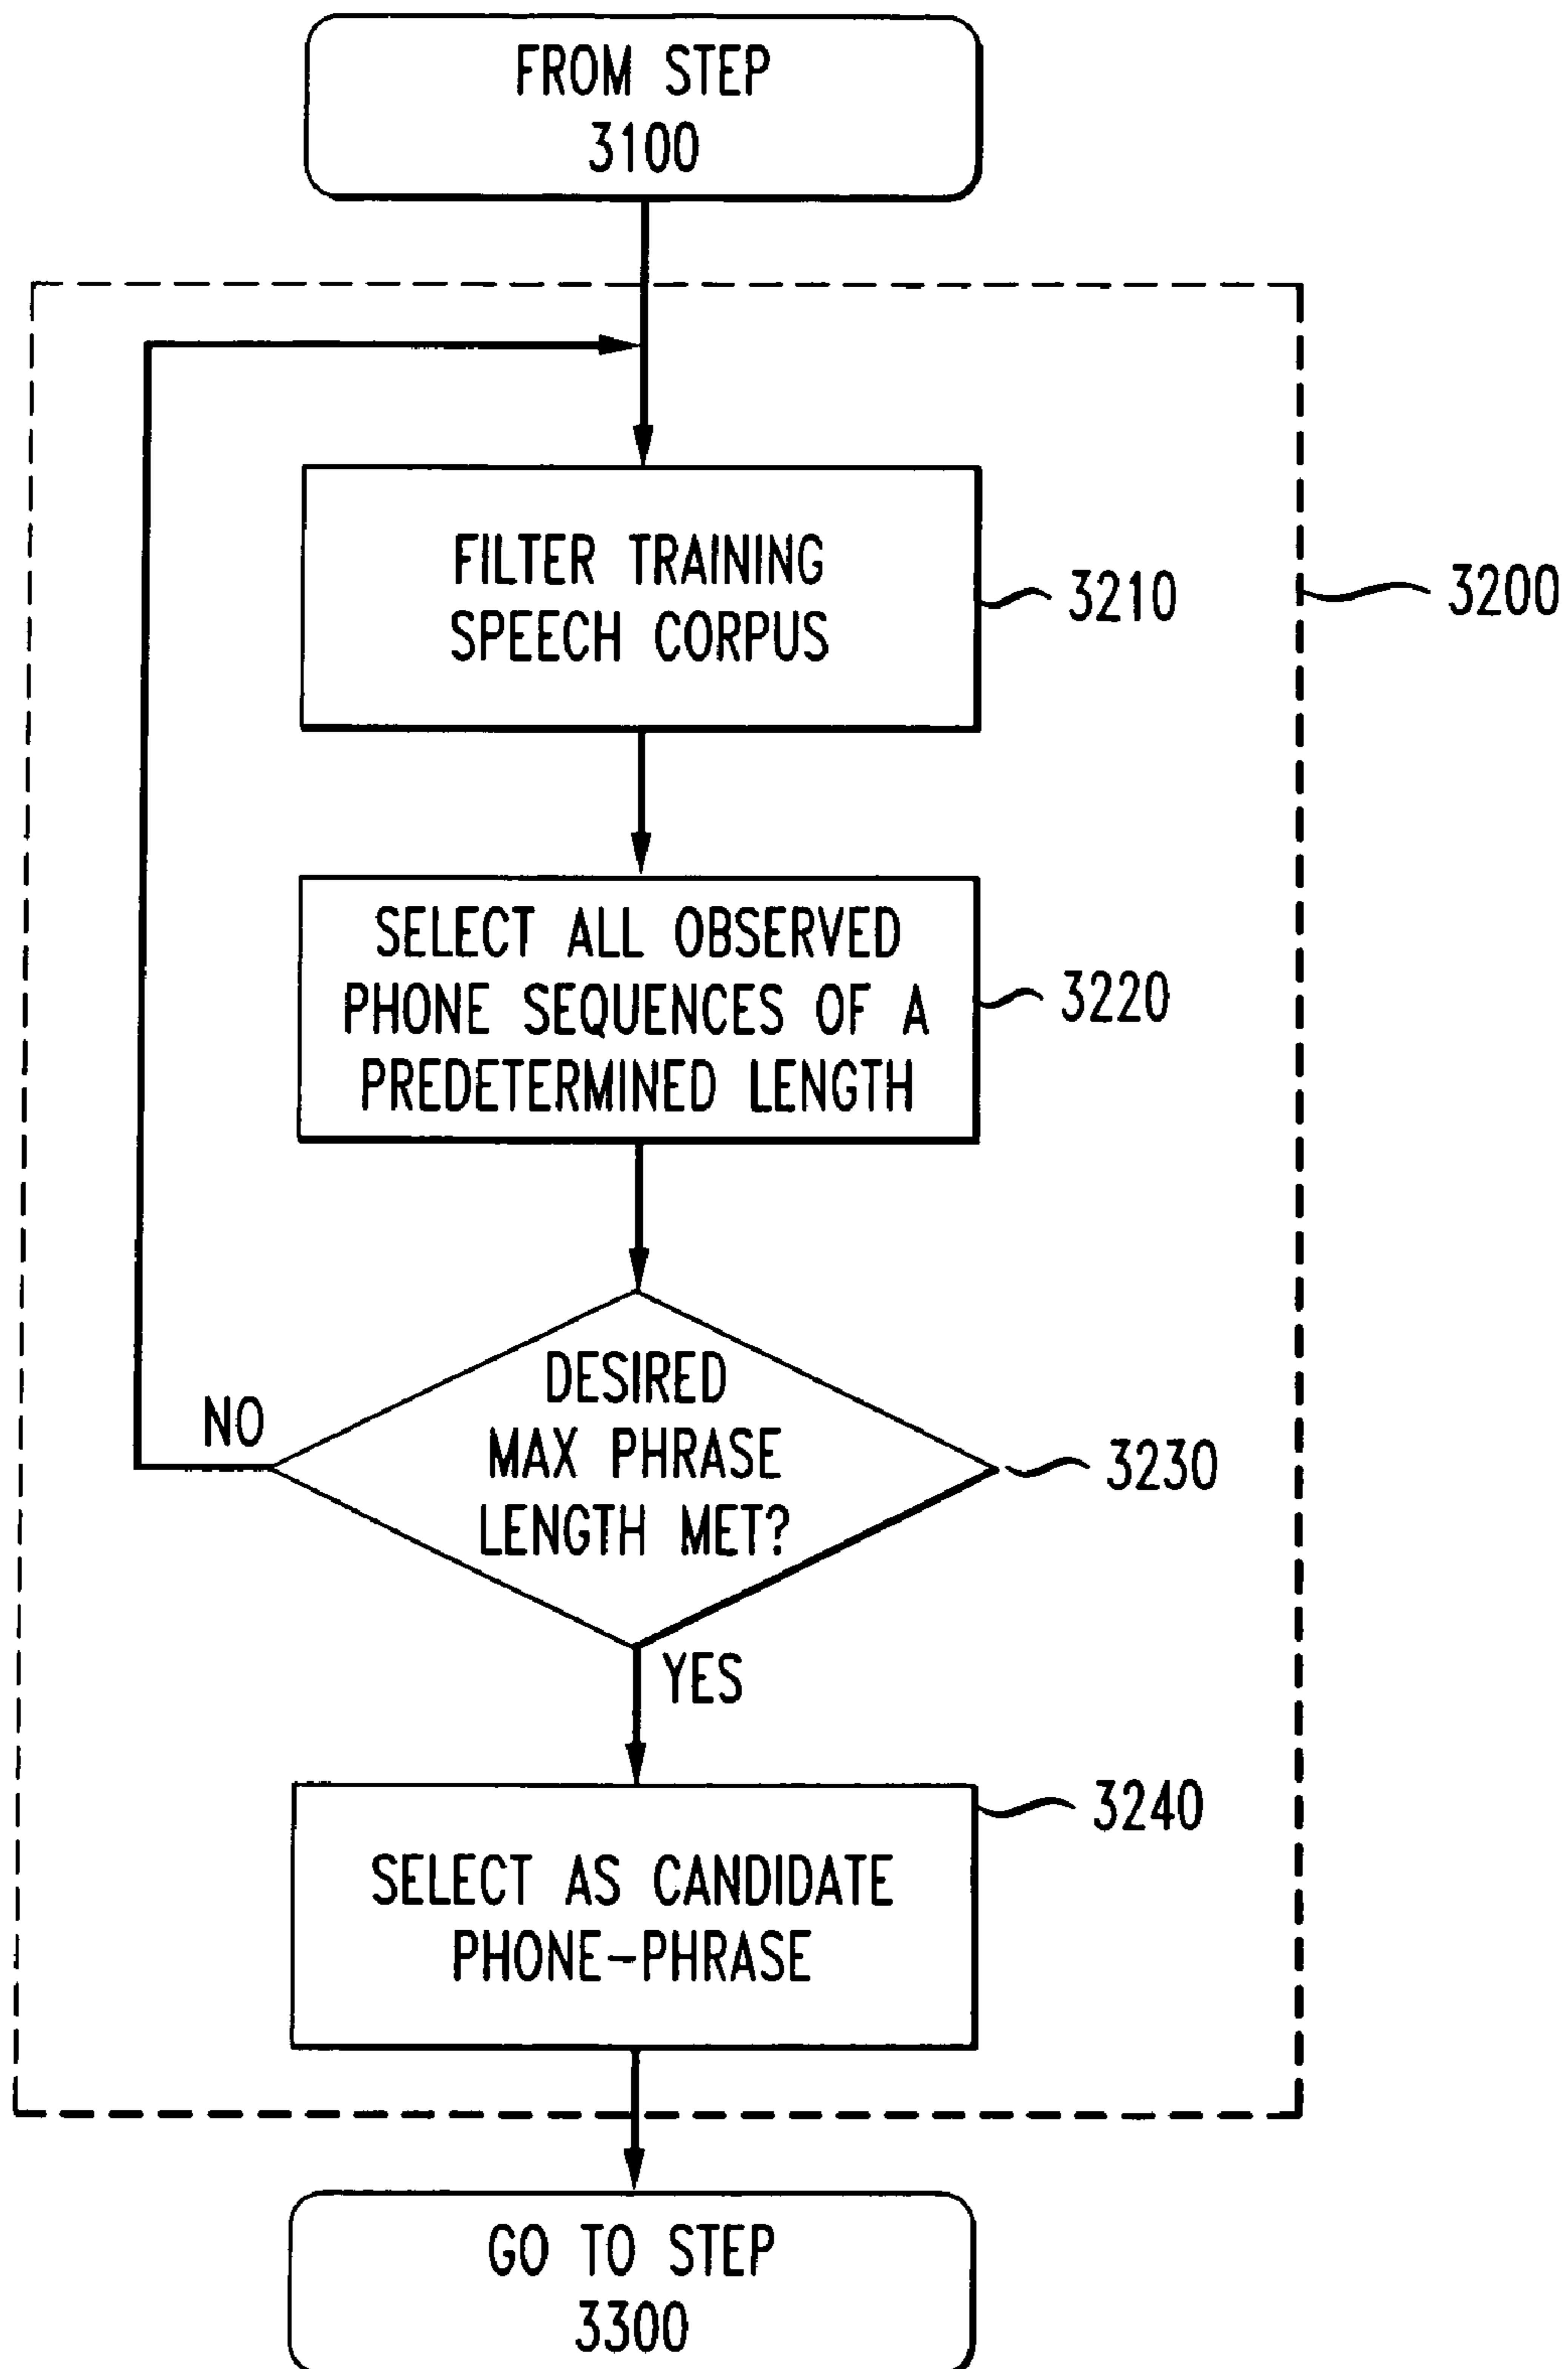 FROM STEP
3100
FILTER TRAINING
SPEECH CORPUS
3210
3200
SELECT ALL OBSERVED
PHONE SEQUENCES OF A
PREDETERMINED LENGTH
3220
DESIRED
MAX PHRASE
LENGTH MET?
NO
3230
YES
3240
SELECT AS CANDIDATE
PHONE-PHRASE
GO TO STEP
3300